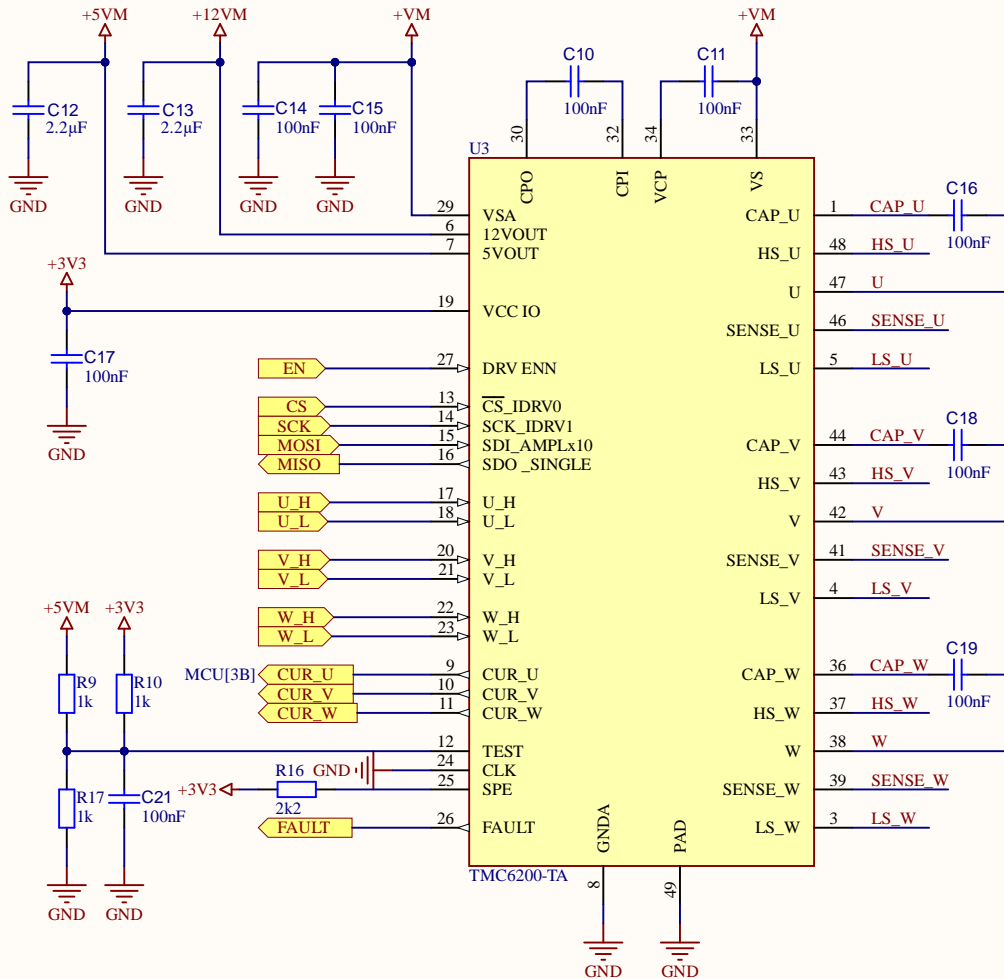 +5VM +12VM +VM +VM
C10 C11
100nF 100nF
C12 C13 C14 C15
2.2µF 2.2µF 100nF 100nF
30 32 34 33
GND GND GND GND
U3
CPO CPI VCP VS
29 VSA
6 12VOUT
7 5VOUT
CAP_U 1 CAP_U C16
100nF
HS_U 48 HS_U
+3V3
19 VCC IO
U 47 U
SENSE_U 46 SENSE_U
C17
100nF
GND
EN 27 DRV ENN
LS_U 5 LS_U
CS 13 CS_IDRV0
SCK 14 SCK_IDRV1
MOSI 15 SDI_AMPLx10
MISO 16 SDO _SINGLE
CAP_V 44 CAP_V C18
100nF
HS_V 43 HS_V
U_H 17 U_H
U_L 18 U_L
V 42 V
V_H 20 V_H
V_L 21 V_L
SENSE_V 41 SENSE_V
LS_V 4 LS_V
W_H 22 W_H
W_L 23 W_L
+5VM +3V3
R9 R10
1k 1k
MCU[3B] CUR_U 9 CUR_U
CUR_V 10 CUR_V
CUR_W 11 CUR_W
CAP_W 36 CAP_W C19
100nF
HS_W 37 HS_W
12 TEST
W 38 W
GND 24 CLK
+3V3 R16 25 SPE
2k2
SENSE_W 39 SENSE_W
R17 C21
1k 100nF
FAULT 26 FAULT
LS_W 3 LS_W
GNDA PAD
TMC6200-TA
8 49
GND GND
GND GND